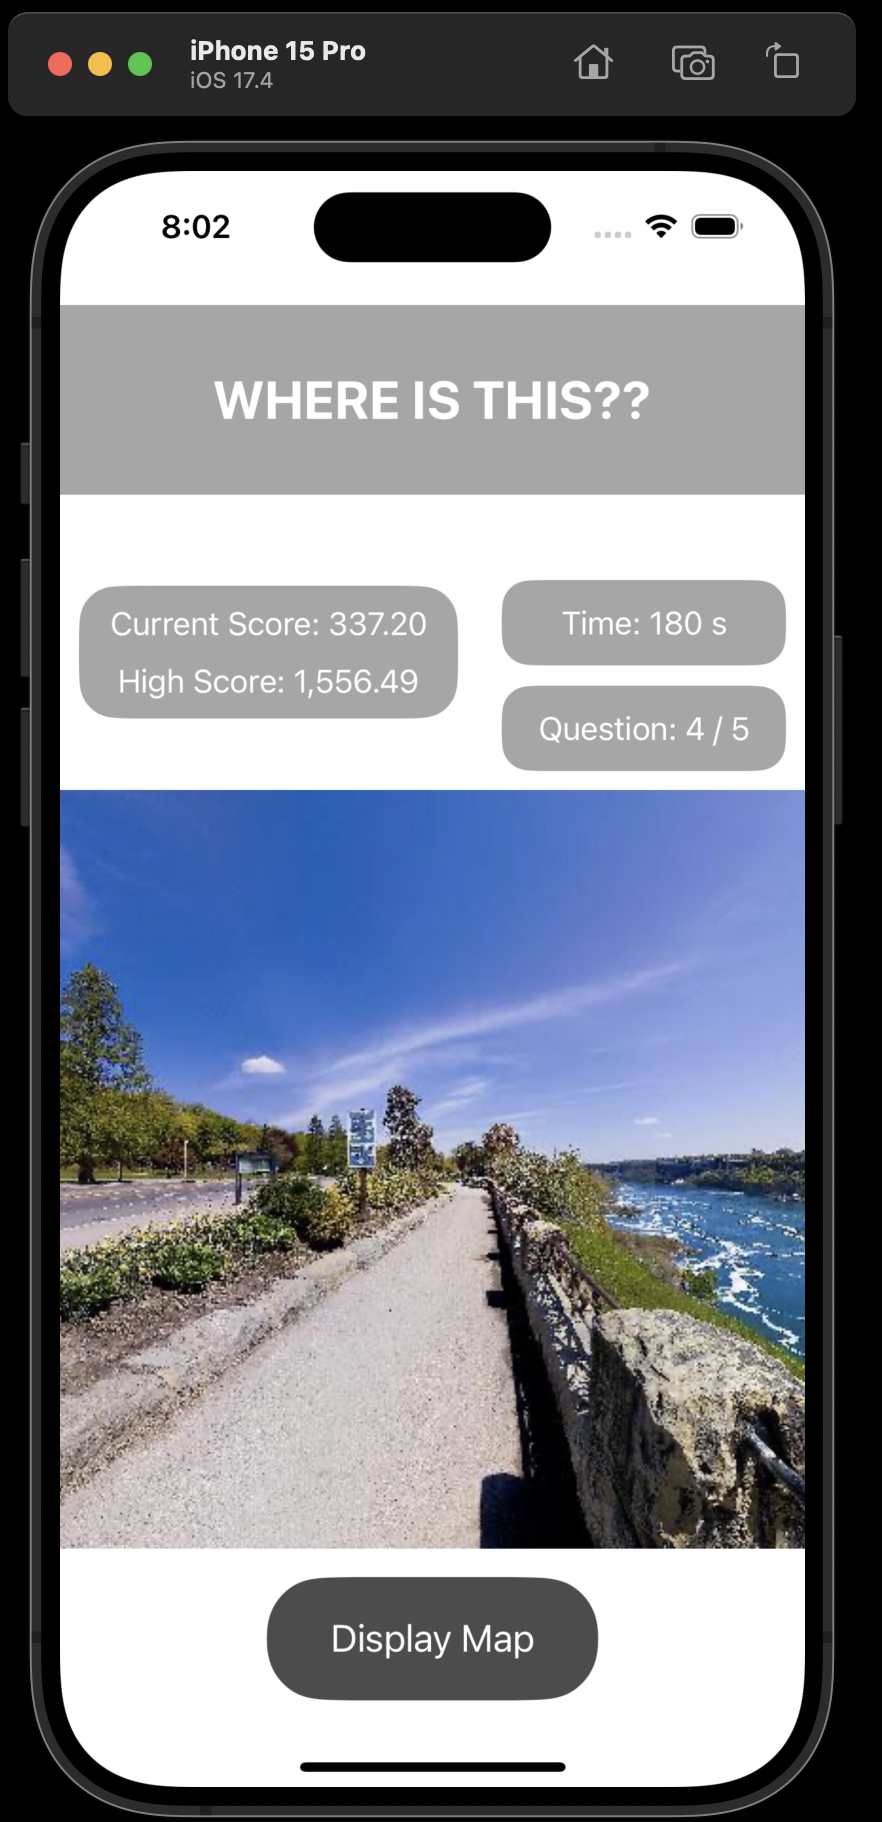 iPhone 15 Pro
iOS 17.4
8:02
WHERE IS THIS??
Current Score: 337.20
High Score: 1,556.49
Time: 180 s
Question: 4 / 5
Display Map